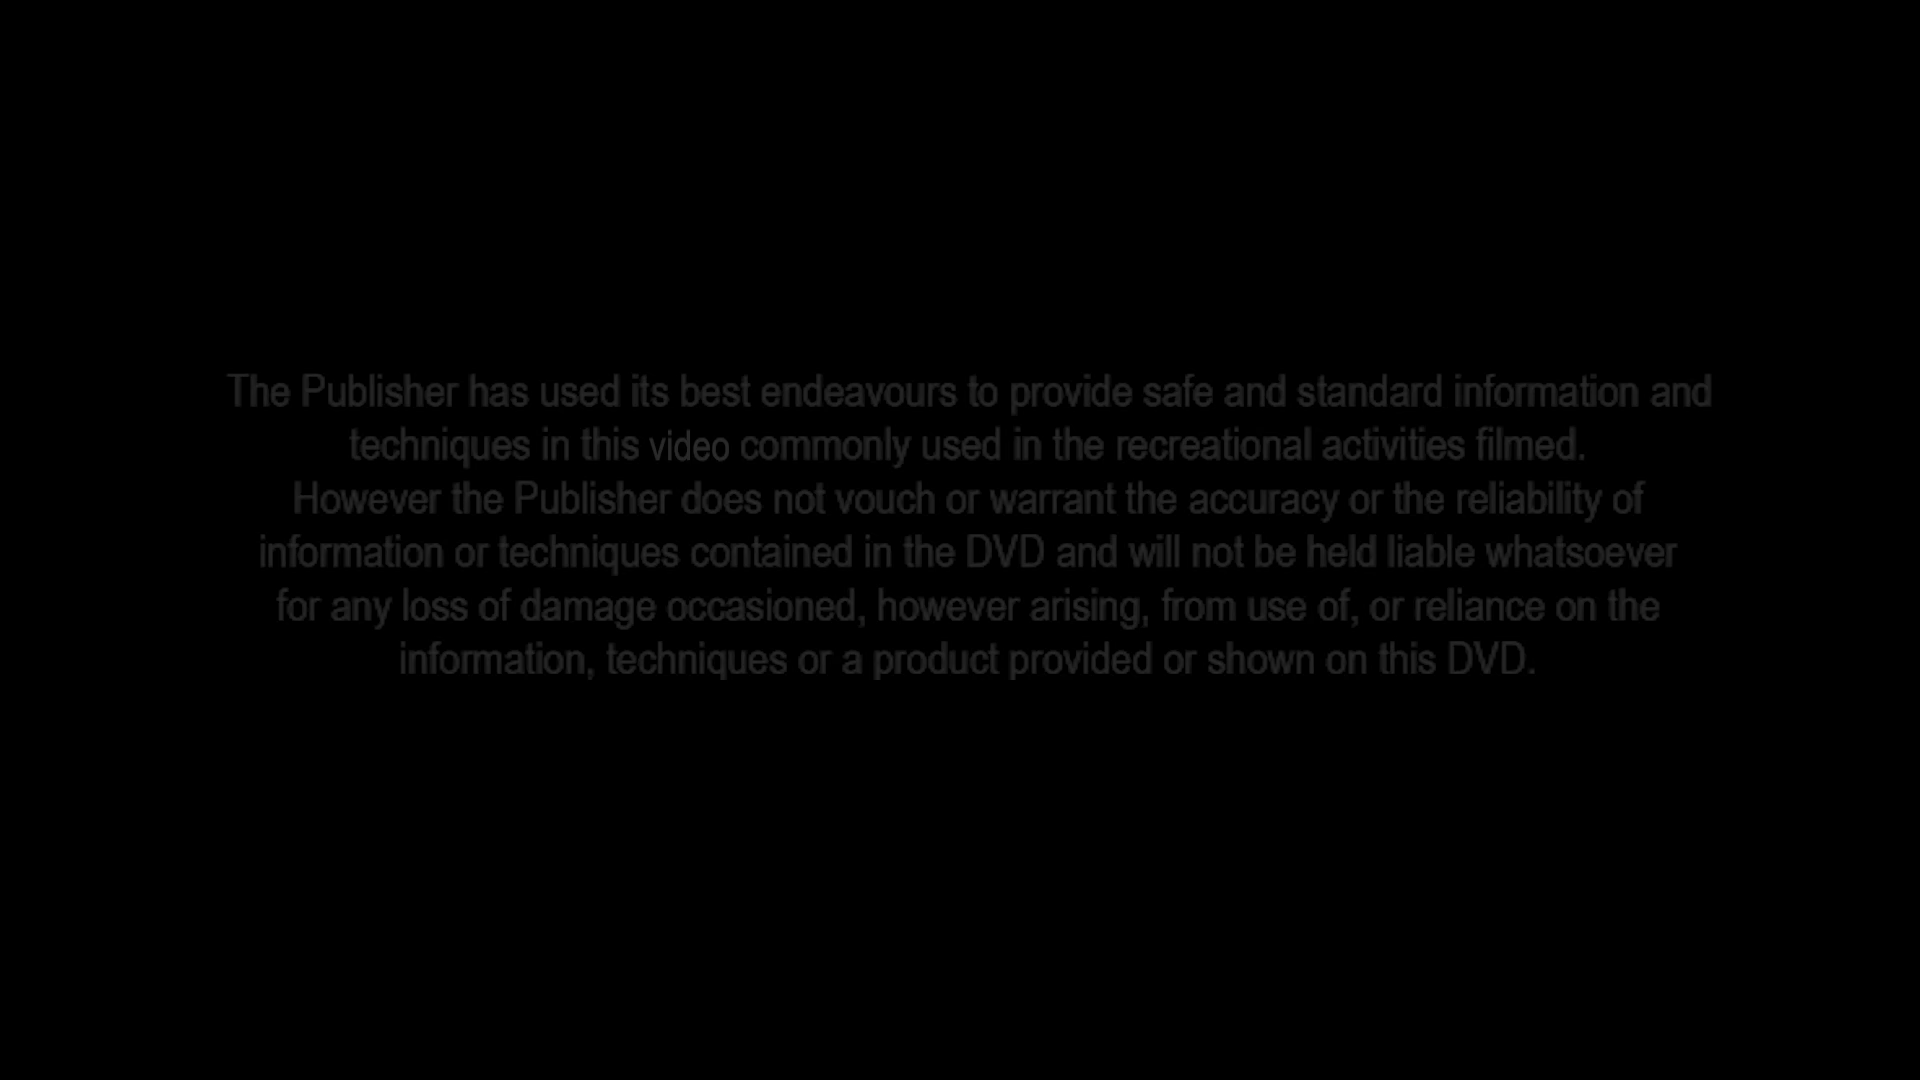 The Publisher has used its best endeavours to provide safe and standard information and
techniques in this video commonly used in the recreational activities filmed.
However the Publisher does not vouch or warrant the accuracy or the reliability of
information or techniques contained in the DVD and will not be held liable whatsoever
for any loss of damage occasioned, however arising, from use of, or reliance on the
information, techniques or a product provided or shown on this DVD.